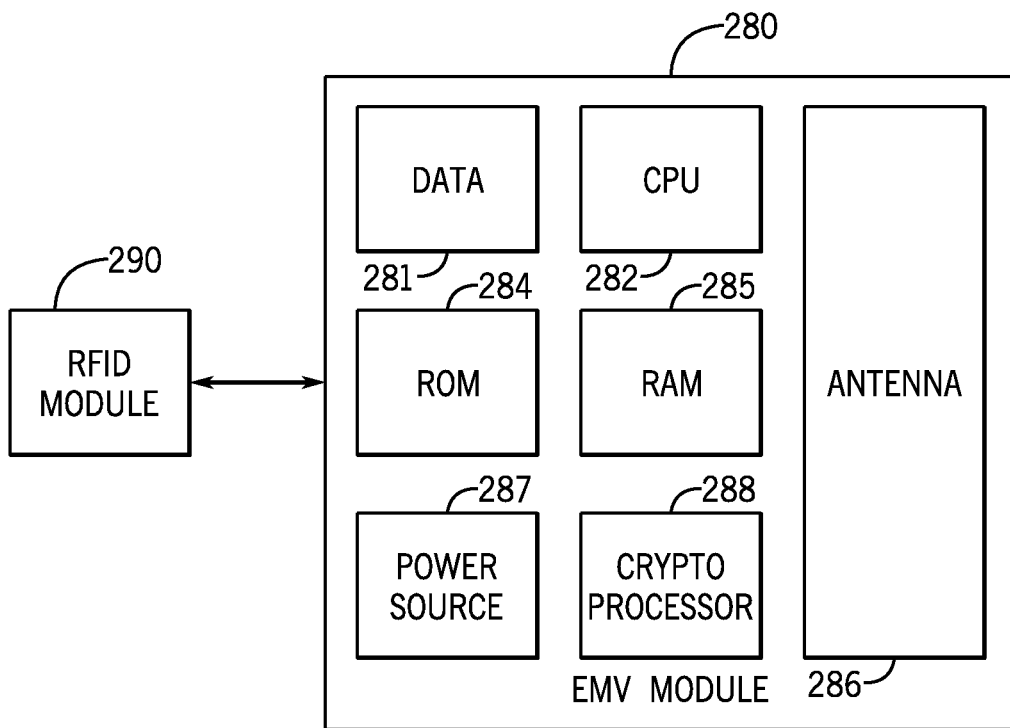 280
DATA
CPU
281
282
290
284
285
RFID
MODULE
ROM
RAM
ANTENNA
287
288
POWER
SOURCE
CRYPTO
PROCESSOR
EMV MODULE
286